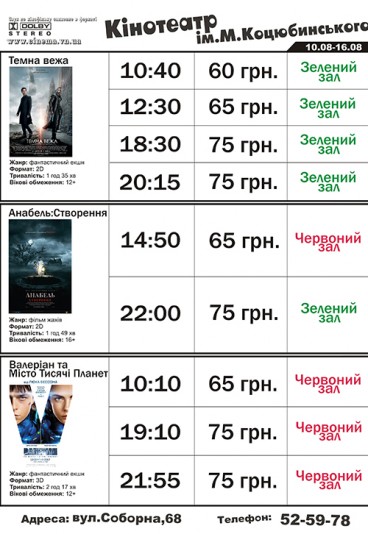 DOLBY
STEREO
www.cinema.vn.ua
Кінотеатр
ім.М.Коцюбинського
10.08-16.08
Темна вежа
ТЕМНА ВЕЖА
Жанр: фантастичний екшн
Формат: 2D
Тривалість: 1 год 35 хв
Вікові обмеження: 12+
10:40 60 грн. Зелений зал
12:30 65 грн. Зелений зал
18:30 75 грн. Зелений зал
20:15 75 грн. Зелений зал
Анабель:Створення
АНАБЕЛЬ
Жанр: фільм жахів
Формат: 2D
Тривалість: 1 год 49 хв
Вікові обмеження: 16+
14:50 65 грн. Червоний зал
22:00 75 грн. Зелений зал
Валеріан та
Місто Тисячі Планет
Жанр: фантастичний екшн
Формат: 3D
Тривалість: 2 год 17 хв
Вікові обмеження: 12+
10:10 65 грн. Червоний зал
19:10 75 грн. Червоний зал
21:55 75 грн. Червоний зал
Адреса: вул.Соборна,68
Телефон: 52-59-78